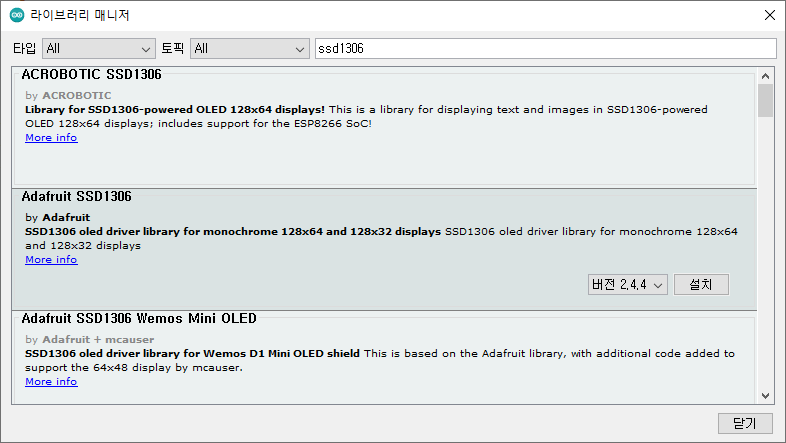 라이브러리 매니저
타입 All 토픽 All ssd1306
ACROBOTIC SSD1306
by ACROBOTIC
Library for SSD1306-powered OLED 128x64 displays! This is a library for displaying text and images in SSD1306-powered
OLED 128x64 displays; includes support for the ESP8266 SoC!
More info
Adafruit SSD1306
by Adafruit
SSD1306 oled driver library for monochrome 128x64 and 128x32 displays SSD1306 oled driver library for monochrome 128x64
and 128x32 displays
More info
버전 2.4.4 설치
Adafruit SSD1306 Wemos Mini OLED
by Adafruit + mcauser
SSD1306 oled driver library for Wemos D1 Mini OLED shield This is based on the Adafruit library, with additional code added to
support the 64x48 display by mcauser.
More info
닫기